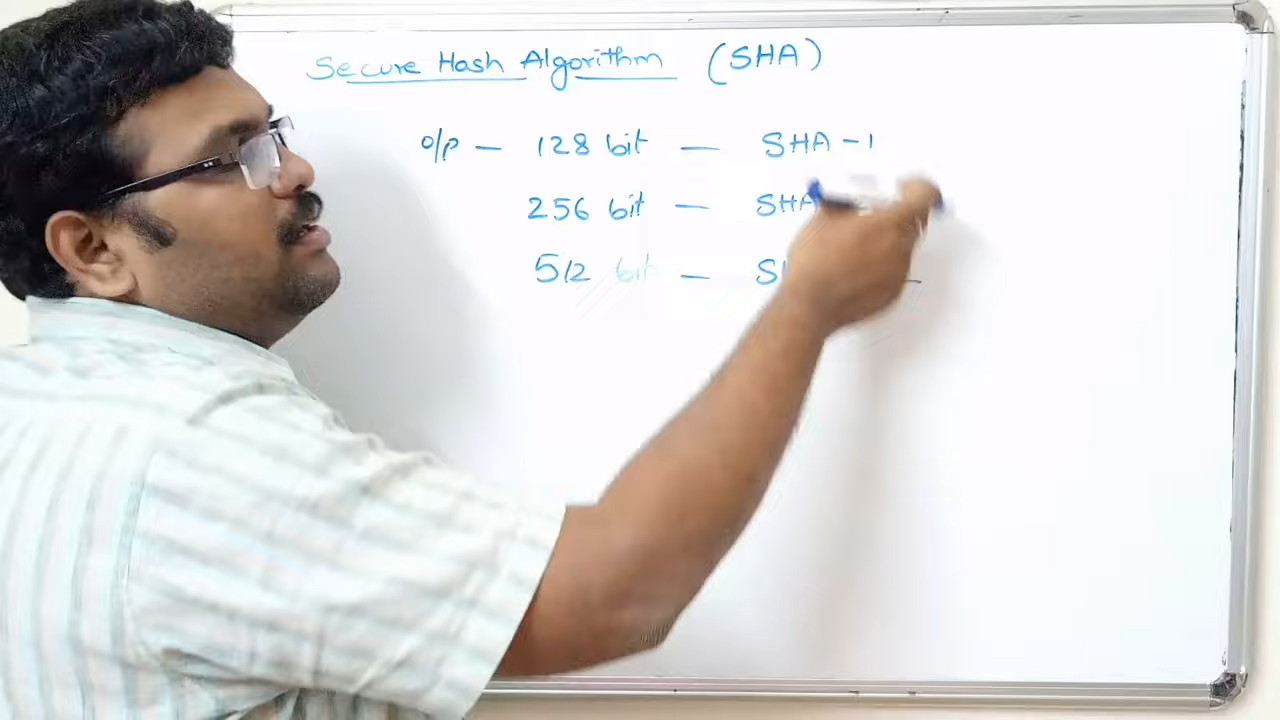 Secure Hash Algorithm (SHA)
o/p — 128 bit — SHA-1
256 bit — SHA
512 bit —